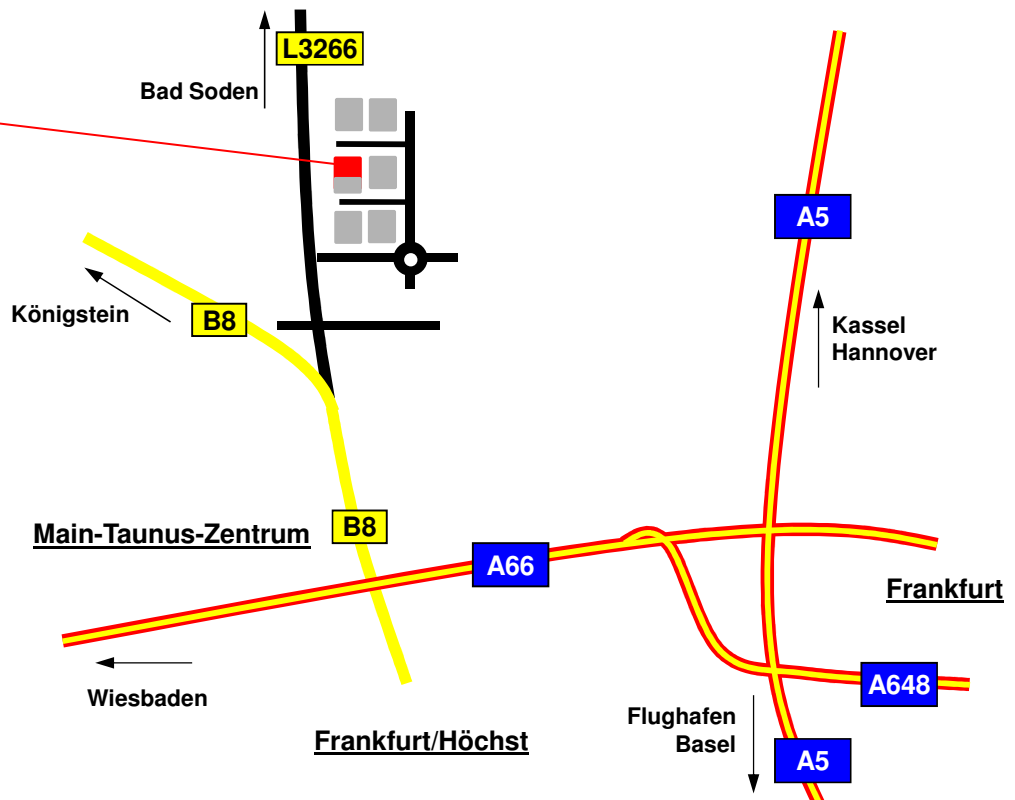 L3266
Bad Soden
A5
Königstein
B8
Kassel
Hannover
Main-Taunus-Zentrum
B8
A66
Frankfurt
Wiesbaden
A648
Flughafen
Basel
Frankfurt/Höchst
A5